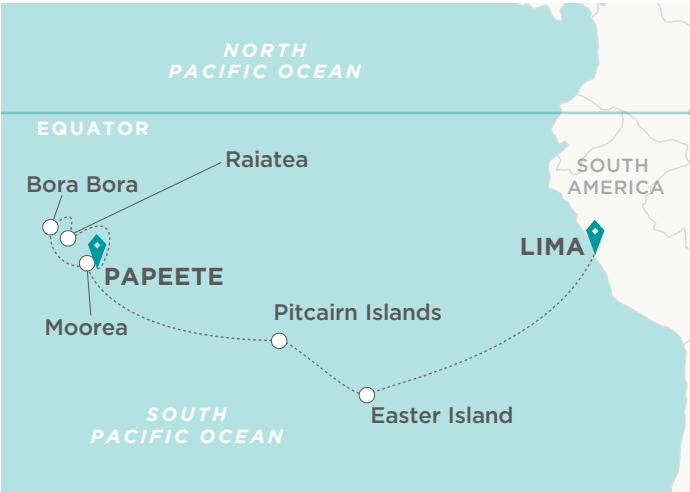 NORTH
PACIFIC OCEAN
EQUATOR
Raiatea
SOUTH
AMERICA
Bora Bora
LIMA
PAPEETE
Pitcairn Islands
Moorea
Easter Island
SOUTH
PACIFIC OCEAN